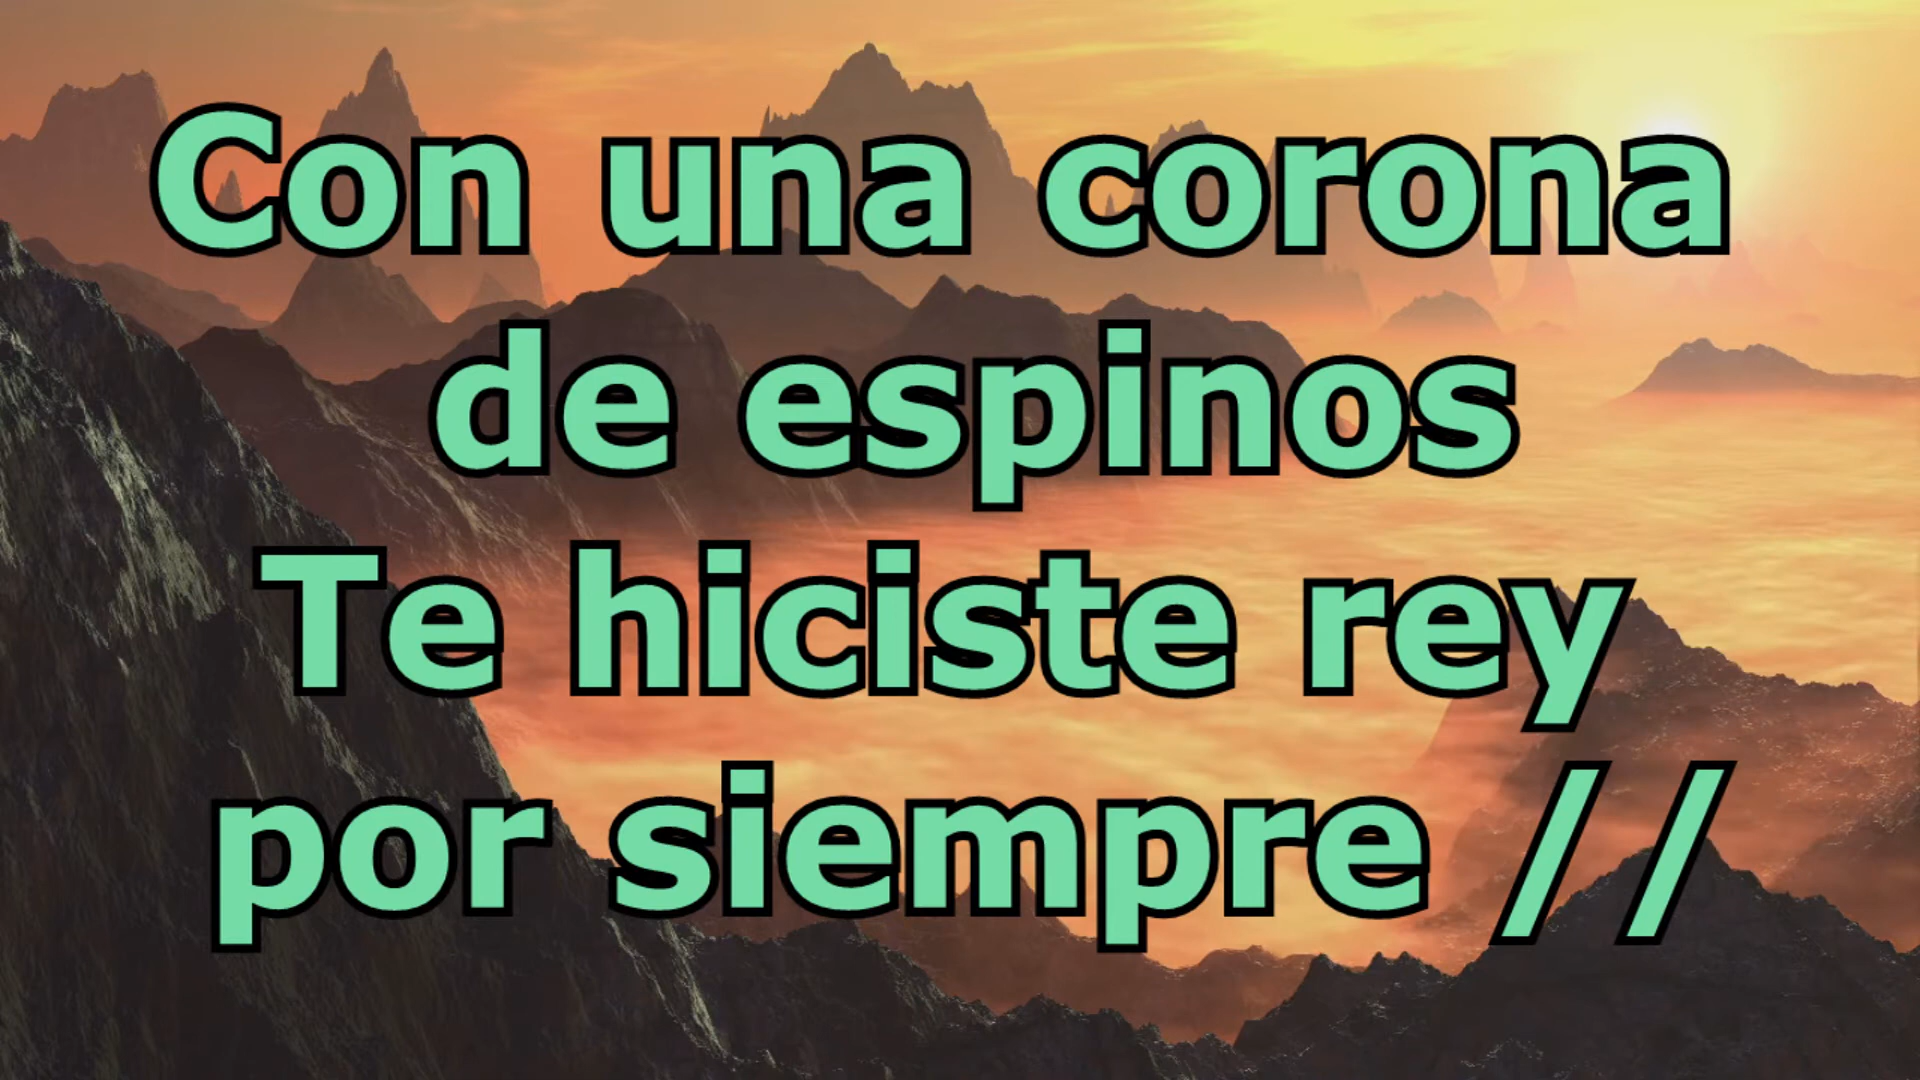 Con una corona
de espinos
Te hiciste rey
por siempre //